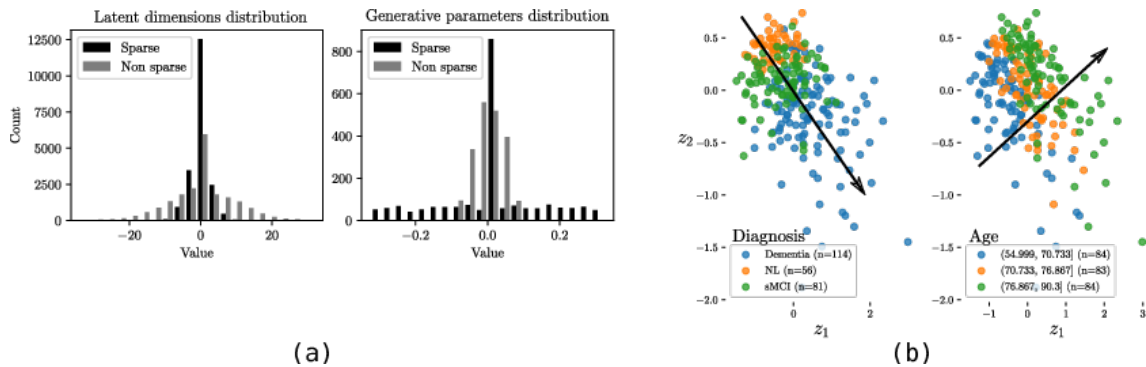 Latent dimensions distribution
12500
10000
7500
5000
2500
0
Count
Sparse
Non sparse
−20
0
20
Value
Generative parameters distribution
800
600
400
200
0
Sparse
Non sparse
−0.2
0.0
0.2
Value
(a)
0.5
0.0
−0.5
−1.0
−1.5
−2.0
z2
Diagnosis
Dementia (n=114)
NL (n=56)
sMCI (n=81)
0
2
z1
0.5
0.0
−0.5
−1.0
−1.5
−2.0
Age
(54.999, 70.733] (n=84)
(70.733, 76.867] (n=83)
(76.867, 90.3] (n=84)
−1
0
1
2
3
z1
(b)